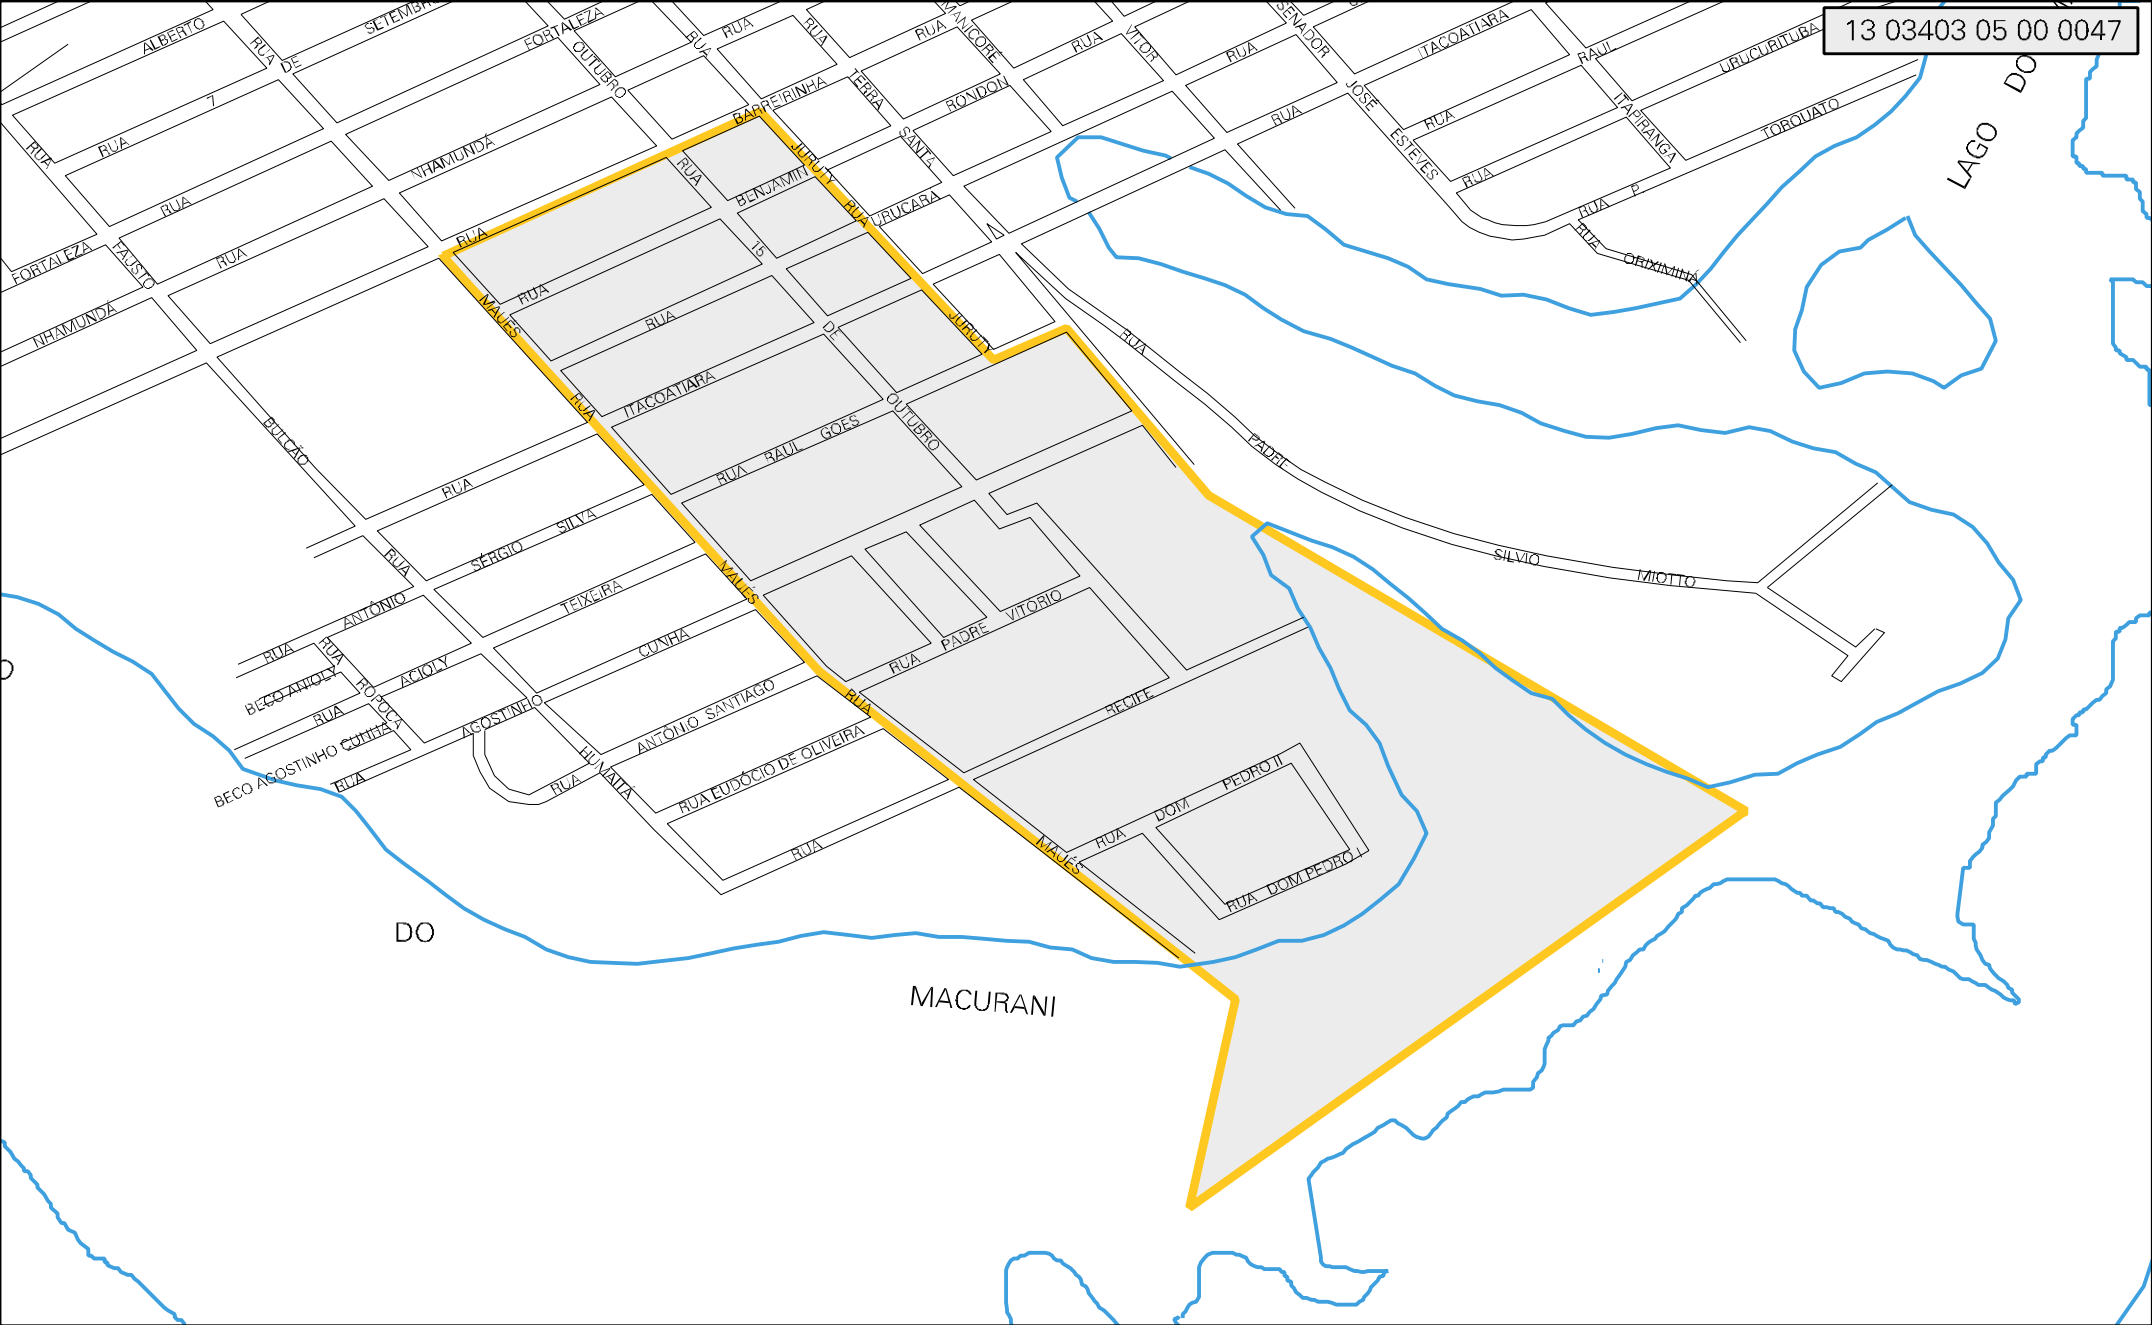 13 03403 05 00 0047
ALBERTO
RUA
DE
FORTALEZA
OUTUBRO
RUA
RUA
RUA
RUA
MANICORÉ
RUA
VITOR
RUA
SENADOR
ITACOATIARA
RAUL
URUCURITUBA
DO
LAGO
7
RUA
RUA
NHAMUNDÁ
BARREIRINHA
TERRA
RONDON
SANTA
RUA
JOSÉ
ESTEVES
RUA
ITAPIRANGA
TORQUATO
RUA
RUA
P
RUA
ORIXIMINÁ
RUA
RUA
RUA
FORTALEZA
FAUSTO
NHAMUNDÁ
RUA
BENJAMIN
JURUTY
RUA
URUCARA
15
DE
OUTUBRO
RUA
MAUÉS
RUA
JURUTY
RUA
ITACOATIARA
RUA
RUA RAUL GOES
RUA
PADRE
SILVIO
MIOTTO
BULCÃO
RUA
RUA
SÉRGIO SILVA
ANTÔNIO
TEIXEIRA
MAUÉS
RUA
RUA
CUNHA
RUA PADRE VITORIO
BECO ANIOLY
ROPOCA
ACIOLY
RUA
ANTÔNIO SANTIAGO
RUA
RECIFE
BECO AGOSTINHO CUNHA
AGOSTINHO
RUA
RUA
HUMAITÁ
RUA EUDÓCIO DE OLIVEIRA
RUA
RUA DOM PEDRO II
MAUÉS
RUA DOM PEDRO I
DO
MACURANI